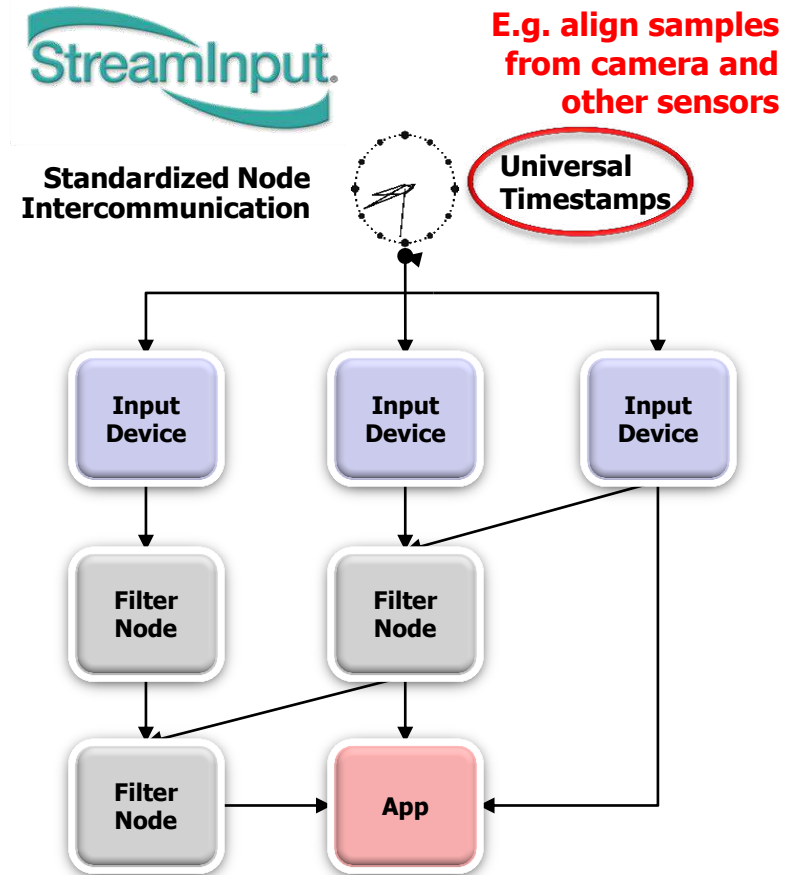 StreamInput®
E.g. align samples
from camera and
other sensors
Standardized Node
Intercommunication
Universal
Timestamps
Input
Device
Input
Device
Input
Device
Filter
Node
Filter
Node
Filter
Node
App